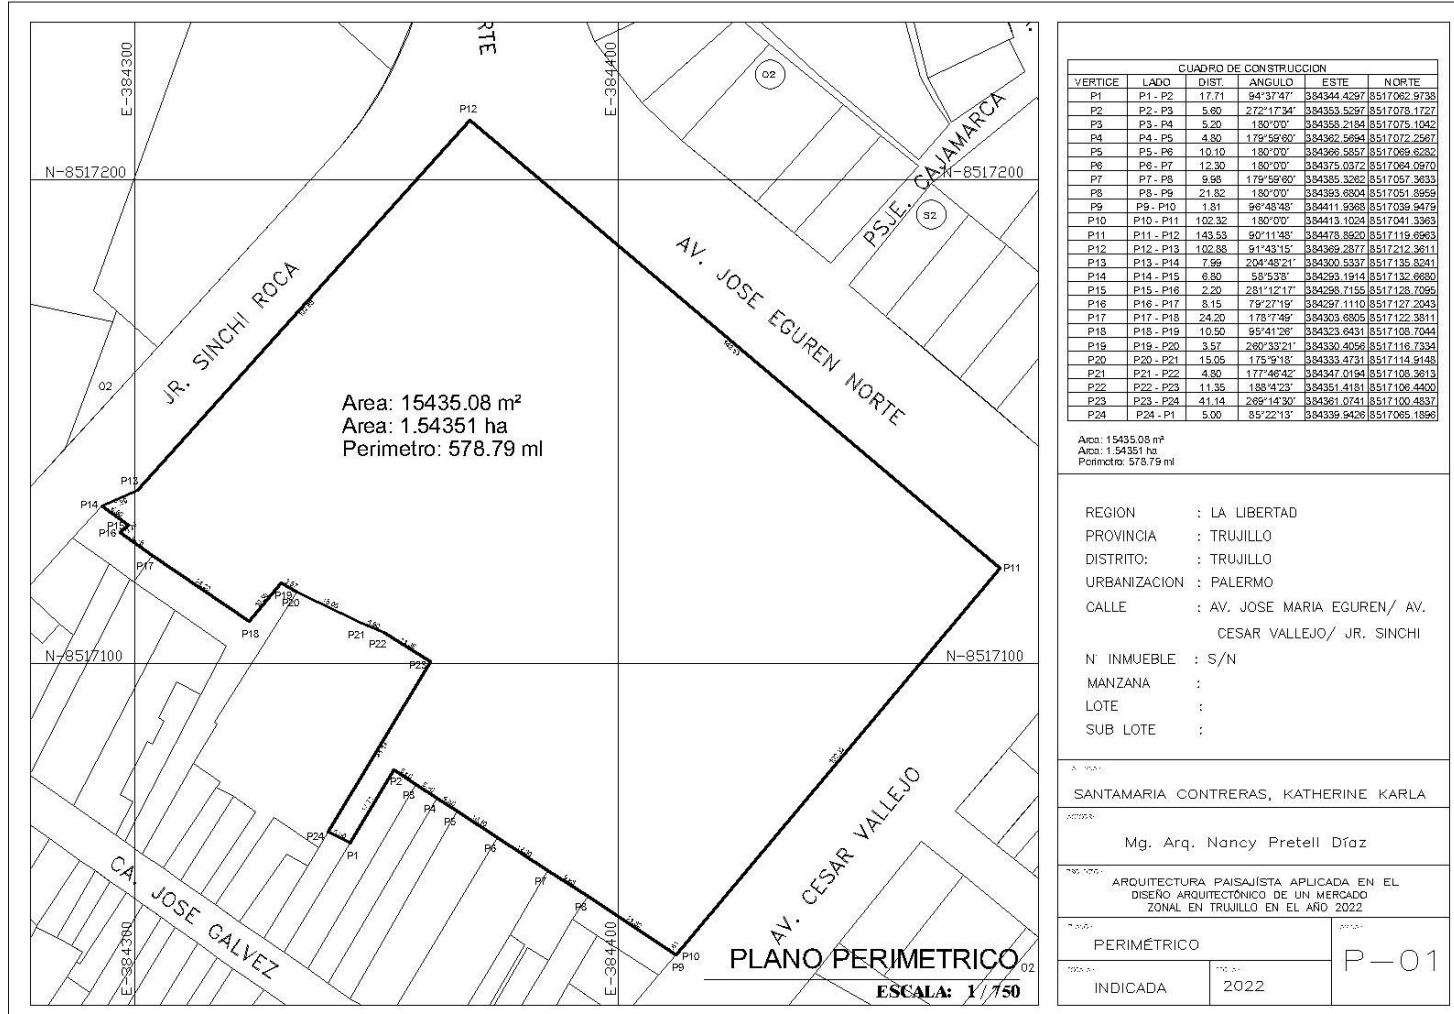 E-384300
E-384400
RTE
P12
02
N-8517200
N-8517200
PSJE. CAJAMARCA
S2
AV. JOSE EGUREN NORTE
JR. SINCHI ROCA
02
Area: 15435.08 m²
Area: 1.54351 ha
Perimetro: 578.79 ml
P13
P14
P15
P16
P17
P18
P19
P20
P21
P22
P23
P11
N-8517100
N-8517100
P2
P3
P4
P5
P6
P7
P8
P24
P1
P10
P9
AV. CESAR VALLEJO
CA. JOSE GALVEZ
E-384300
E-384400
02
PLANO PERIMETRICO
ESCALA: 1 / 750
CUADRO DE CONSTRUCCION
VERTICE LADO DIST. ANGULO ESTE NORTE
P1 P1 - P2 17.71 94°37'47" 384344.4297 8517062.9738
P2 P2 - P3 5.60 272°17'34" 384353.5297 8517078.1727
P3 P3 - P4 5.20 180°0'0" 384358.2184 8517075.1042
P4 P4 - P5 4.80 179°59'60" 384362.5694 8517072.2567
P5 P5 - P6 10.10 180°0'0" 384366.5857 8517069.6282
P6 P6 - P7 12.30 180°0'0" 384375.0372 8517064.0970
P7 P7 - P8 9.98 179°59'60" 384385.3262 8517057.3633
P8 P8 - P9 21.82 180°0'0" 384393.6804 8517051.8959
P9 P9 - P10 1.81 96°48'48" 384411.9368 8517039.9479
P10 P10 - P11 102.32 180°0'0" 384413.1024 8517041.3363
P11 P11 - P12 143.53 90°11'48" 384478.8920 8517119.6963
P12 P12 - P13 102.88 91°43'15" 384369.2877 8517212.3611
P13 P13 - P14 7.99 204°48'21" 384300.5337 8517135.8241
P14 P14 - P15 6.80 58°53'8" 384293.1914 8517132.6680
P15 P15 - P16 2.20 281°12'17" 384298.7155 8517128.7095
P16 P16 - P17 8.15 79°27'19" 384297.1110 8517127.2043
P17 P17 - P18 24.20 178°7'49" 384303.6805 8517122.3811
P18 P18 - P19 10.50 95°41'26" 384323.6431 8517108.7044
P19 P19 - P20 3.57 260°33'21" 384330.4056 8517116.7334
P20 P20 - P21 15.05 175°9'18" 384333.4731 8517114.9148
P21 P21 - P22 4.80 177°46'42" 384347.0194 8517108.3613
P22 P22 - P23 11.35 188°4'23" 384351.4181 8517106.4400
P23 P23 - P24 41.14 269°14'30" 384361.0741 8517100.4837
P24 P24 - P1 5.00 85°22'13" 384339.9426 8517065.1896
Area: 15435.08 m²
Area: 1.54351 ha
Perimetro: 578.79 ml
REGION : LA LIBERTAD
PROVINCIA : TRUJILLO
DISTRITO: : TRUJILLO
URBANIZACION : PALERMO
CALLE : AV. JOSE MARIA EGUREN/ AV.
CESAR VALLEJO/ JR. SINCHI
N° INMUEBLE : S/N
MANZANA :
LOTE :
SUB LOTE :
SANTAMARIA CONTRERAS, KATHERINE KARLA
Mg. Arq. Nancy Pretell Díaz
ARQUITECTURA PAISAJÍSTA APLICADA EN EL
DISEÑO ARQUITECTÓNICO DE UN MERCADO
ZONAL EN TRUJILLO EN EL AÑO 2022
PERIMÉTRICO
P-01
INDICADA
2022